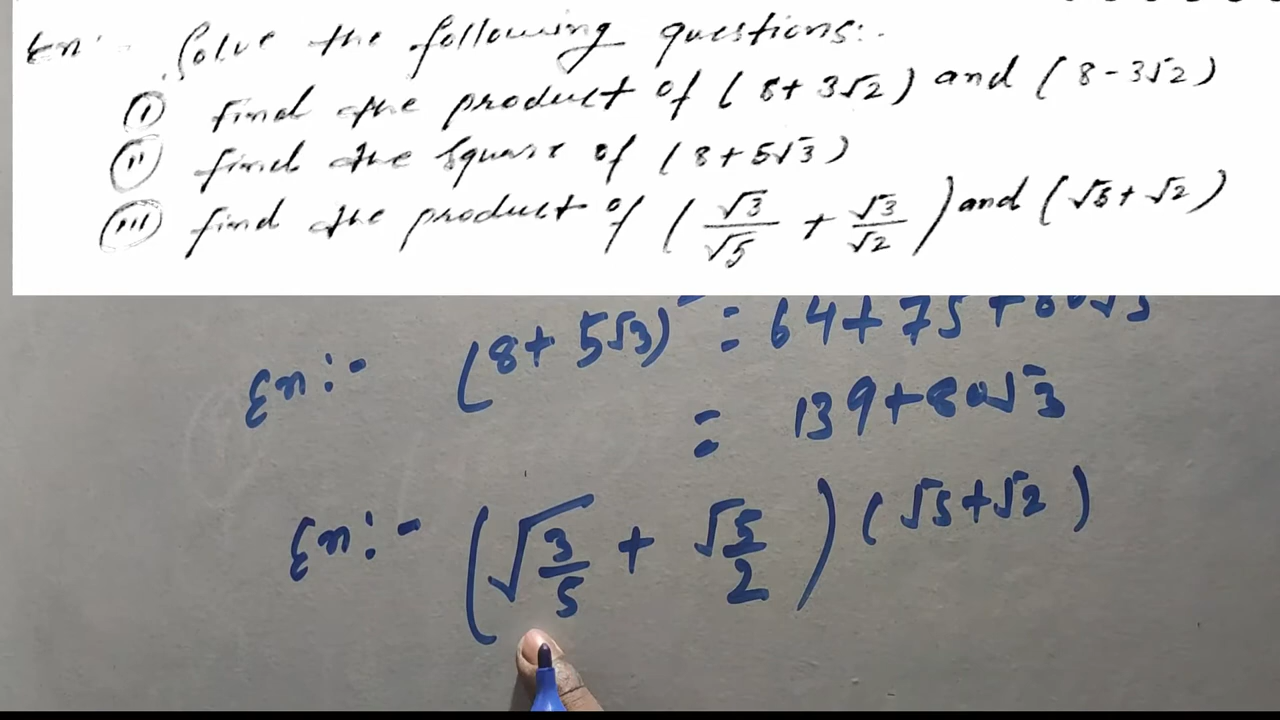 Ex:- Solve the following questions:-
(i) find the product of (8+3√2) and (8-3√2)
(ii) find the square of (8+5√3)
(iii) find the product of (√3/√5 + √3/√2) and (√5+√2)
Ex:- (8+5√3)² = 64+75+80√3
= 139+80√3
Ex:- (√3/5 + √5/2)(√5+√2)